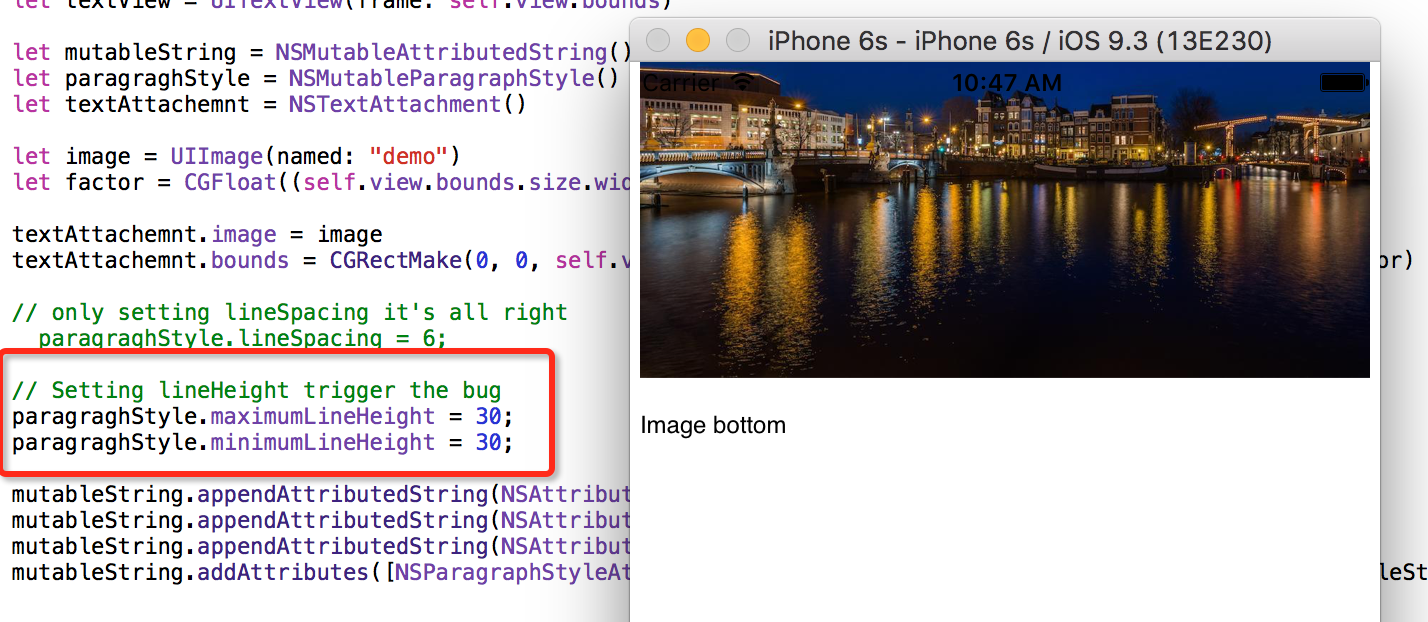 let textView = UITextView(frame: self.view.bounds)
let mutableString = NSMutableAttributedString()
let paragraghStyle = NSMutableParagraphStyle()
let textAttachemnt = NSTextAttachment()
let image = UIImage(named: "demo")
let factor = CGFloat((self.view.bounds.size.wid
textAttachemnt.image = image
textAttachemnt.bounds = CGRectMake(0, 0, self.v
or)
// only setting lineSpacing it's all right
paragraghStyle.lineSpacing = 6;
// Setting lineHeight trigger the bug
paragraghStyle.maximumLineHeight = 30;
paragraghStyle.minimumLineHeight = 30;
mutableString.appendAttributedString(NSAttribut
mutableString.appendAttributedString(NSAttribut
mutableString.appendAttributedString(NSAttribut
mutableString.addAttributes([NSParagraphStyleAt
leSt
iPhone 6s - iPhone 6s / iOS 9.3 (13E230)
Carrier 10:47 AM
Image bottom